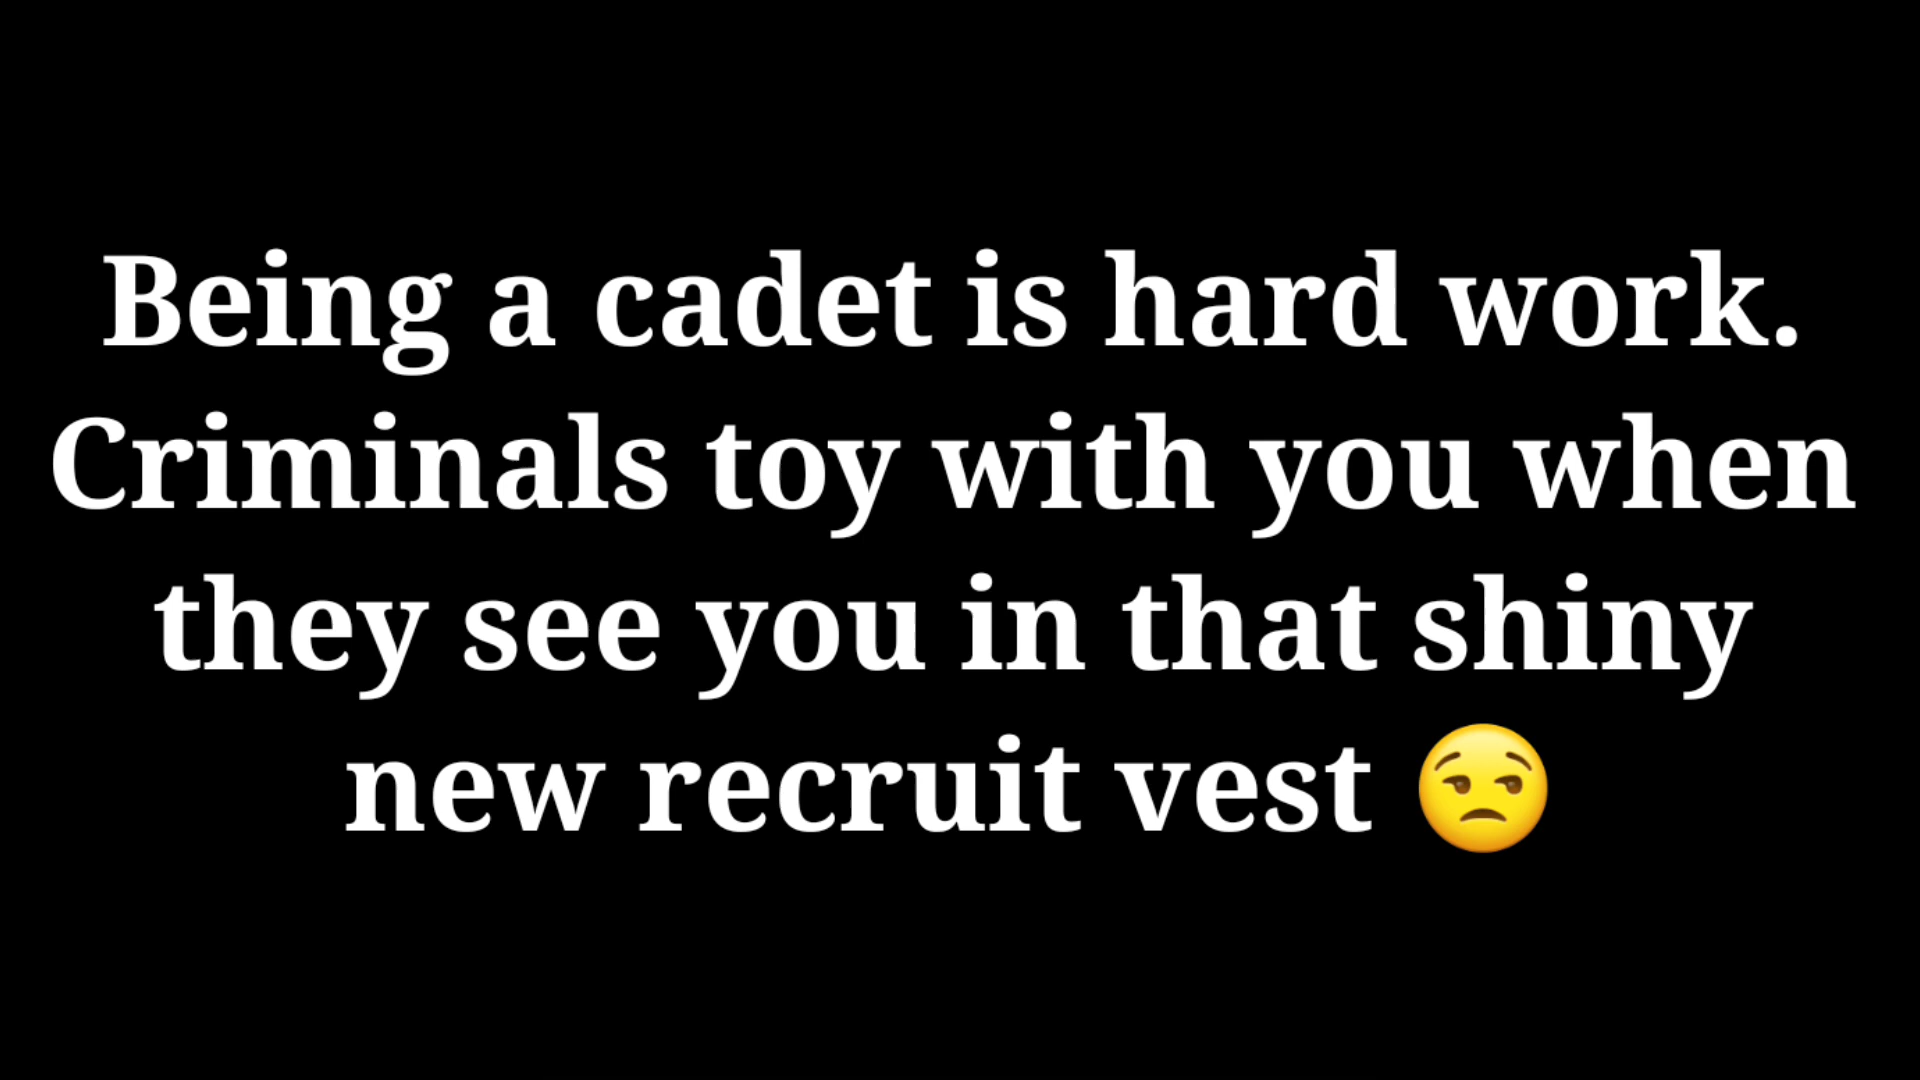 Being a cadet is hard work.
Criminals toy with you when
they see you in that shiny
new recruit vest 😒